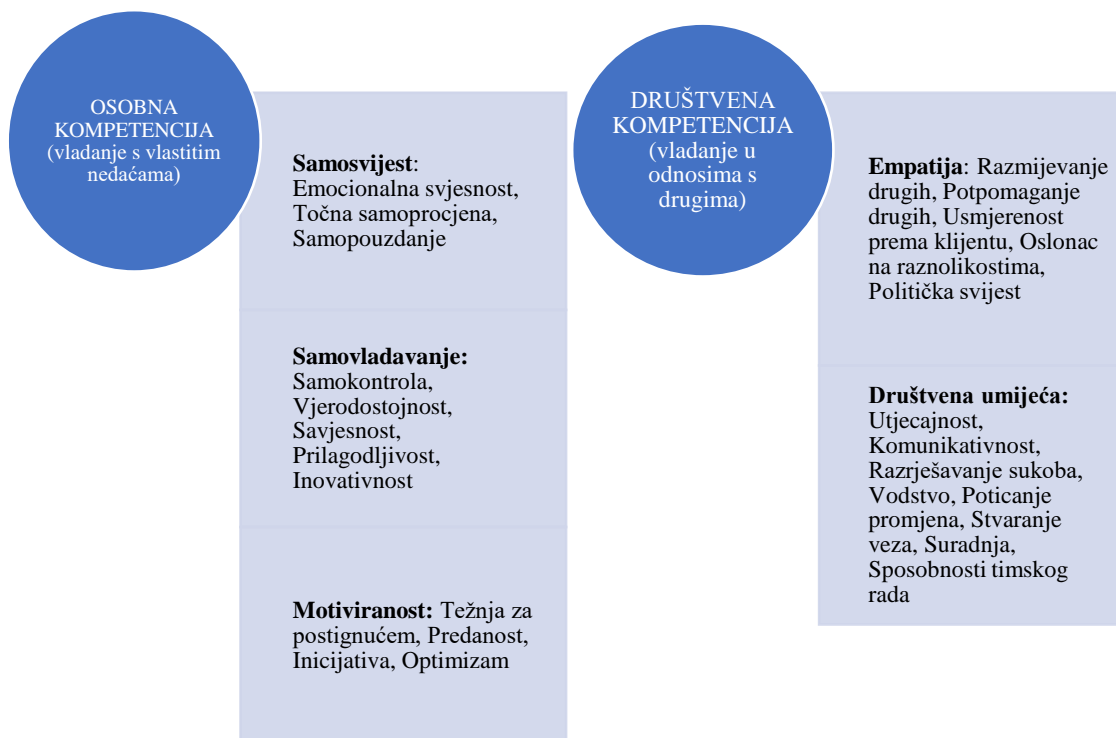 OSOBNA
KOMPETENCIJA
(vladanje s vlastitim
nedaćama)
Samosvijest:
Emocionalna svjesnost,
Točna samoprocjena,
Samopouzdanje
Samovladavanje:
Samokontrola,
Vjerodostojnost,
Savjesnost,
Prilagodljivost,
Inovativnost
Motiviranost: Težnja za
postignućem, Predanost,
Inicijativa, Optimizam
DRUŠTVENA
KOMPETENCIJA
(vladanje u
odnosima s
drugima)
Empatija: Razmijevanje
drugih, Potpomaganje
drugih, Usmjerenost
prema klijentu, Oslonac
na raznolikostima,
Politička svijest
Društvena umijeća:
Utjecajnost,
Komunikativnost,
Razrješavanje sukoba,
Vodstvo, Poticanje
promjena, Stvaranje
veza, Suradnja,
Sposobnosti timskog
rada